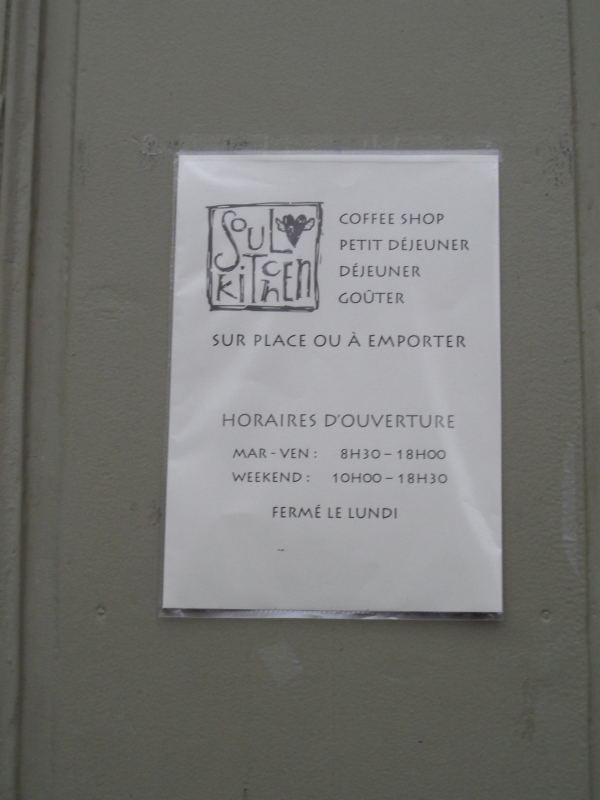 SOUL
KITCHEN
COFFEE SHOP
PETIT DÉJEUNER
DÉJEUNER
GOÛTER
SUR PLACE OU À EMPORTER
HORAIRES D'OUVERTURE
MAR - VEN : 8H30 – 18H00
WEEKEND : 10H00 – 18H30
FERMÉ LE LUNDI